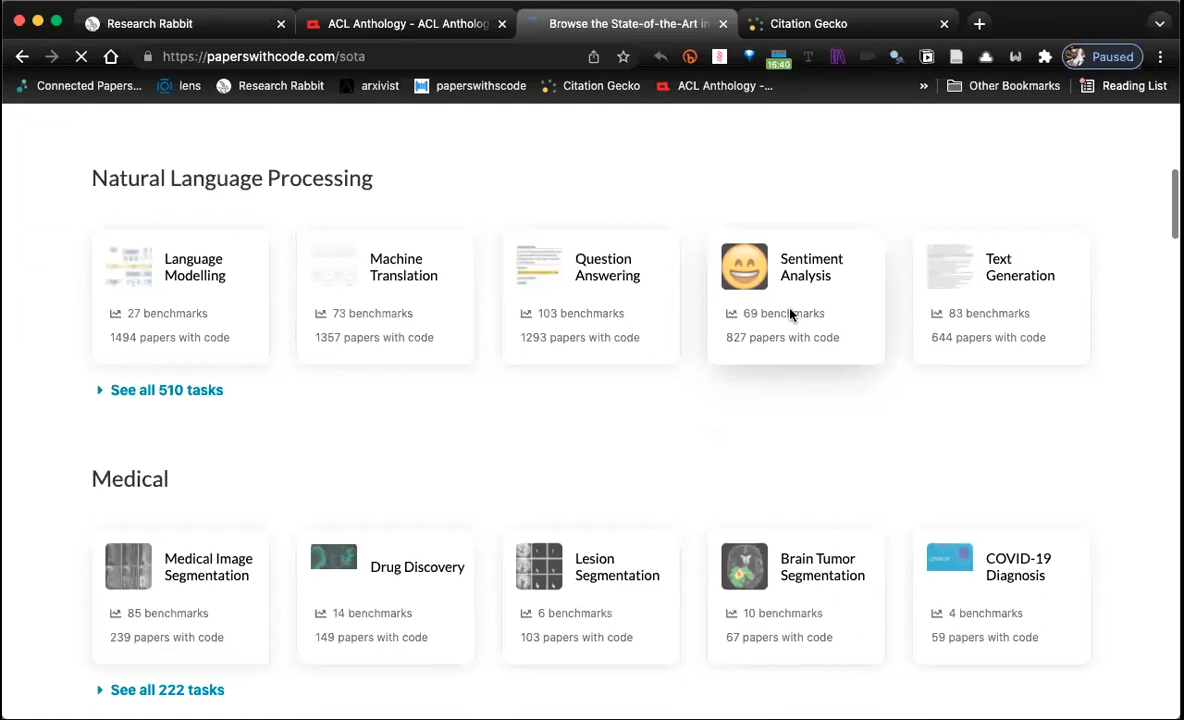 Research Rabbit
ACL Anthology - ACL Antholog
Browse the State-of-the-Art in
Citation Gecko
https://paperswithcode.com/sota
16:40
Paused
Connected Papers...
lens
Research Rabbit
arxivist
paperswithcode
Citation Gecko
ACL Anthology -...
Other Bookmarks
Reading List
Natural Language Processing
Language
Modelling
27 benchmarks
1494 papers with code
Machine
Translation
73 benchmarks
1357 papers with code
Question
Answering
103 benchmarks
1293 papers with code
Sentiment
Analysis
69 benchmarks
827 papers with code
Text
Generation
83 benchmarks
644 papers with code
See all 510 tasks
Medical
Medical Image
Segmentation
85 benchmarks
239 papers with code
Drug Discovery
14 benchmarks
149 papers with code
Lesion
Segmentation
6 benchmarks
103 papers with code
Brain Tumor
Segmentation
10 benchmarks
67 papers with code
COVID-19
Diagnosis
4 benchmarks
59 papers with code
See all 222 tasks